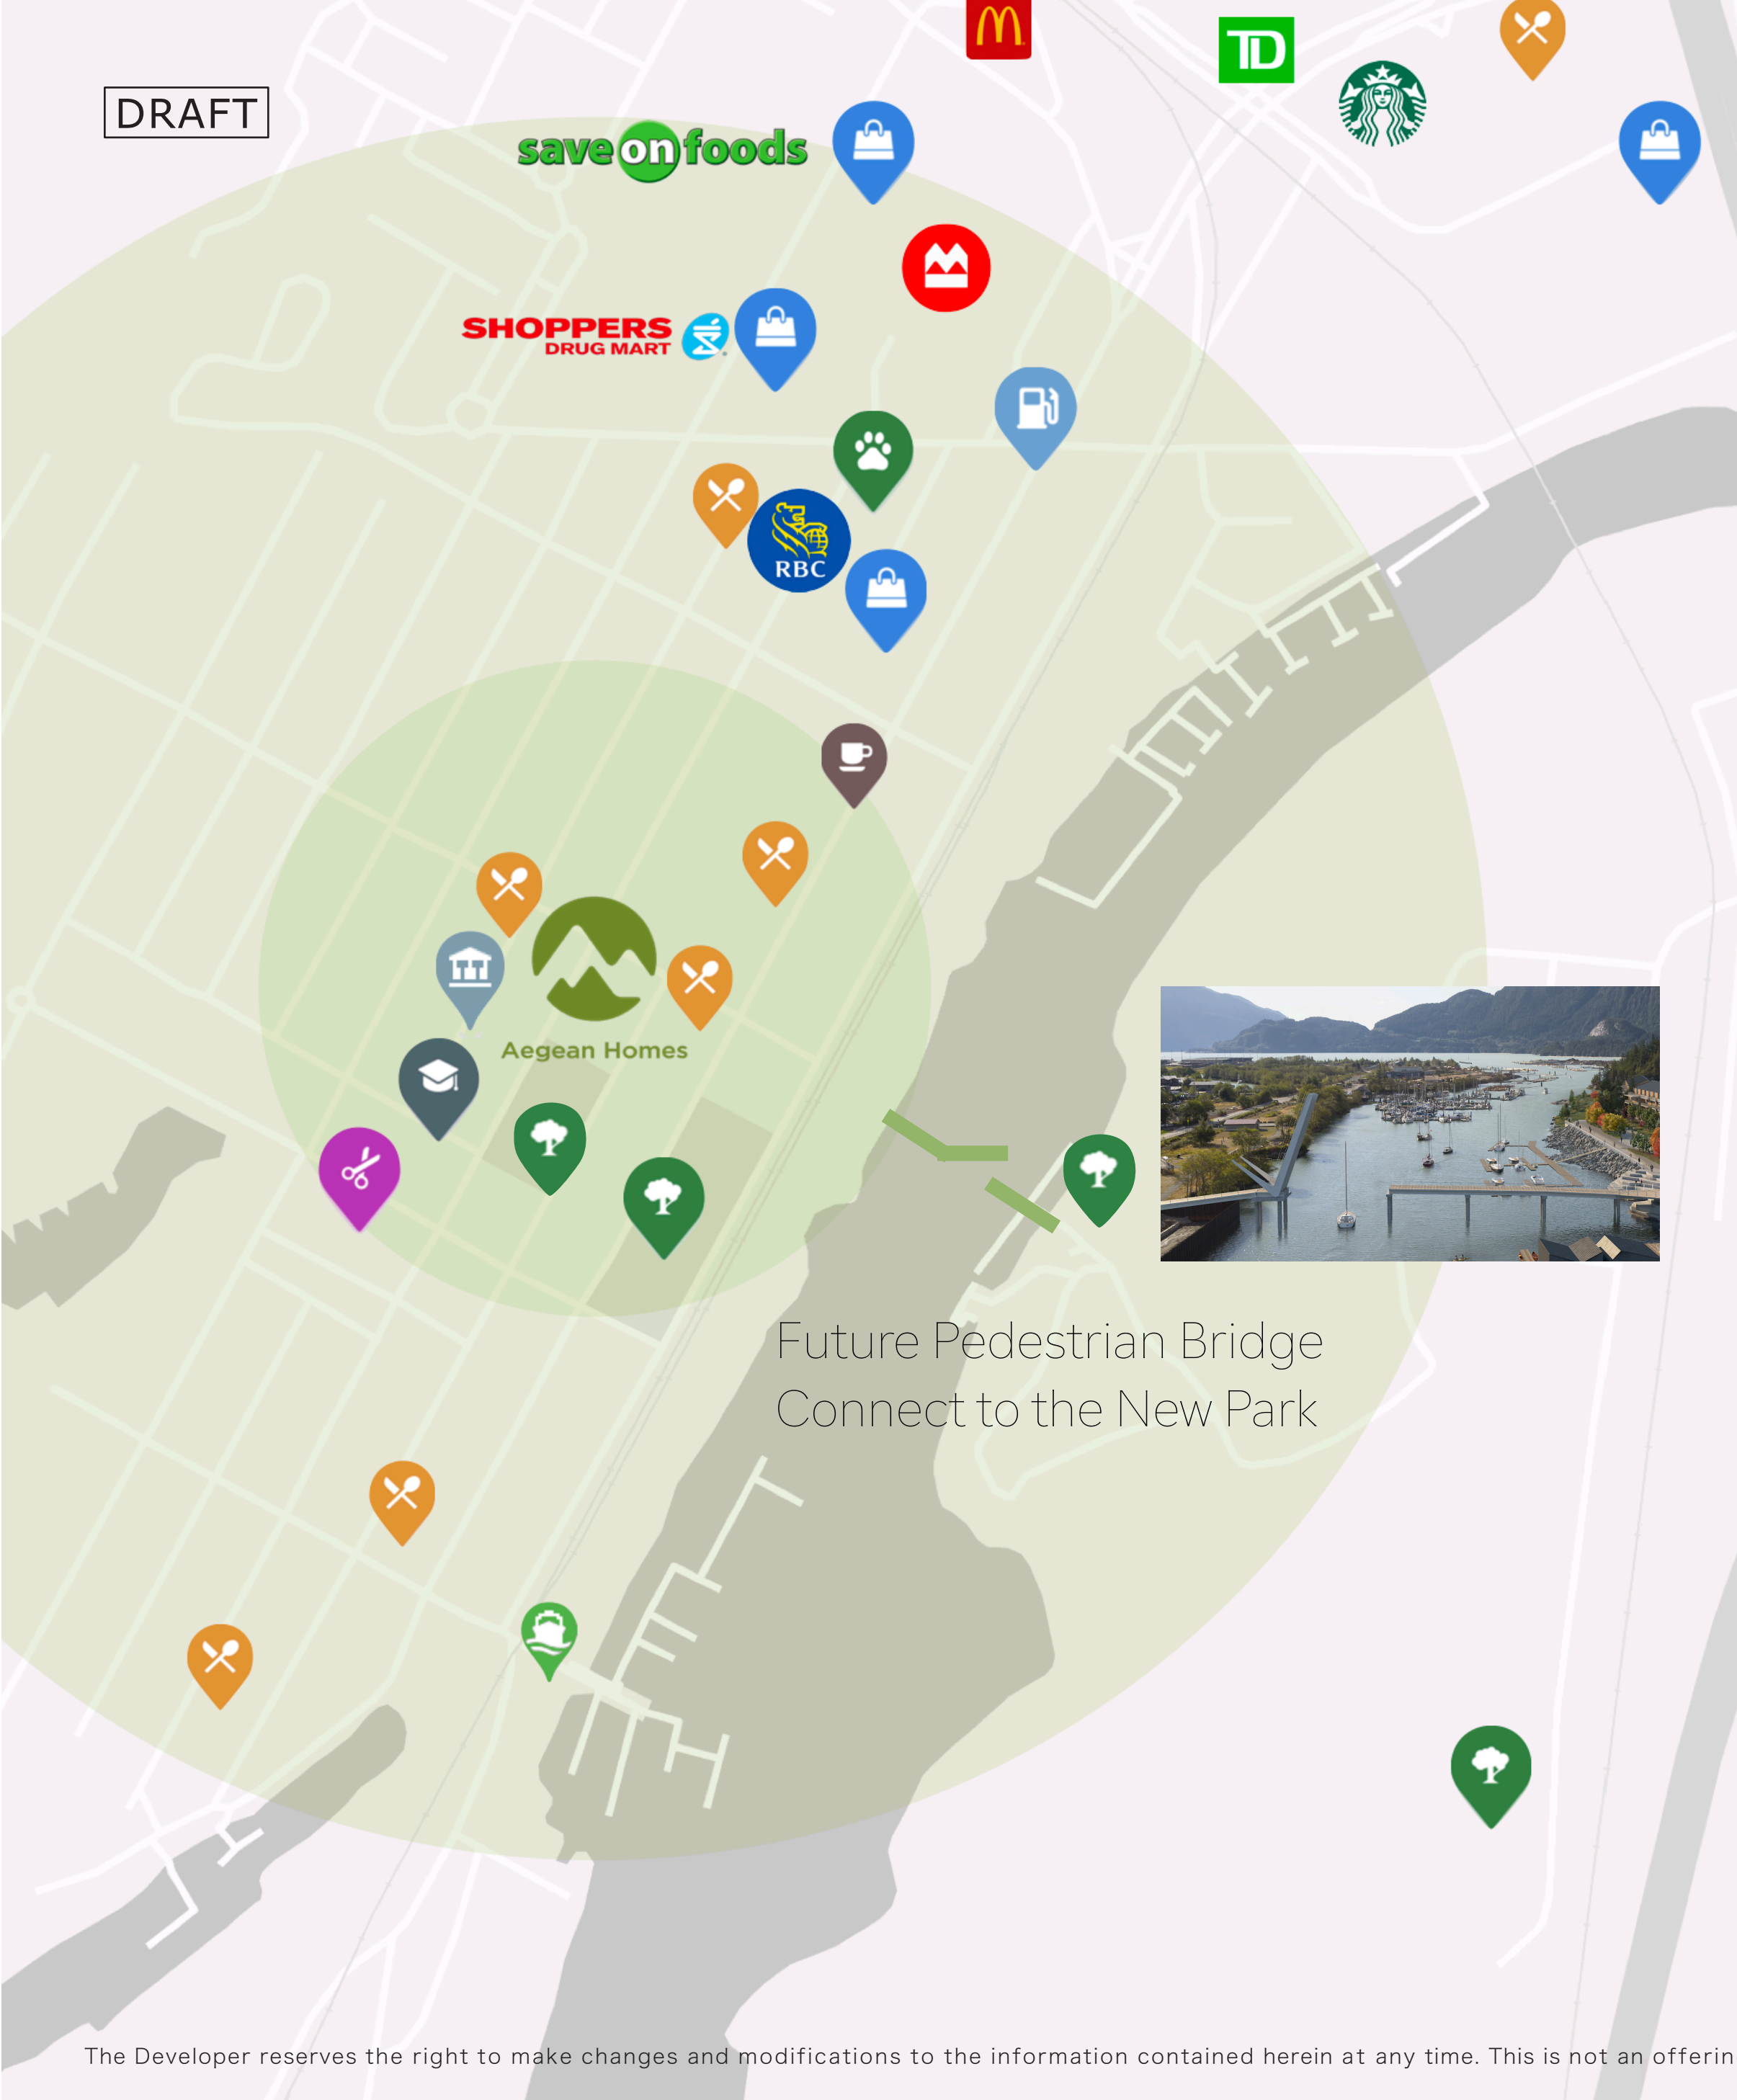 DRAFT
save on foods
TD
SHOPPERS
DRUG MART
RBC
Aegean Homes
Future Pedestrian Bridge
Connect to the New Park
The Developer reserves the right to make changes and modifications to the information contained herein at any time. This is not an offerin